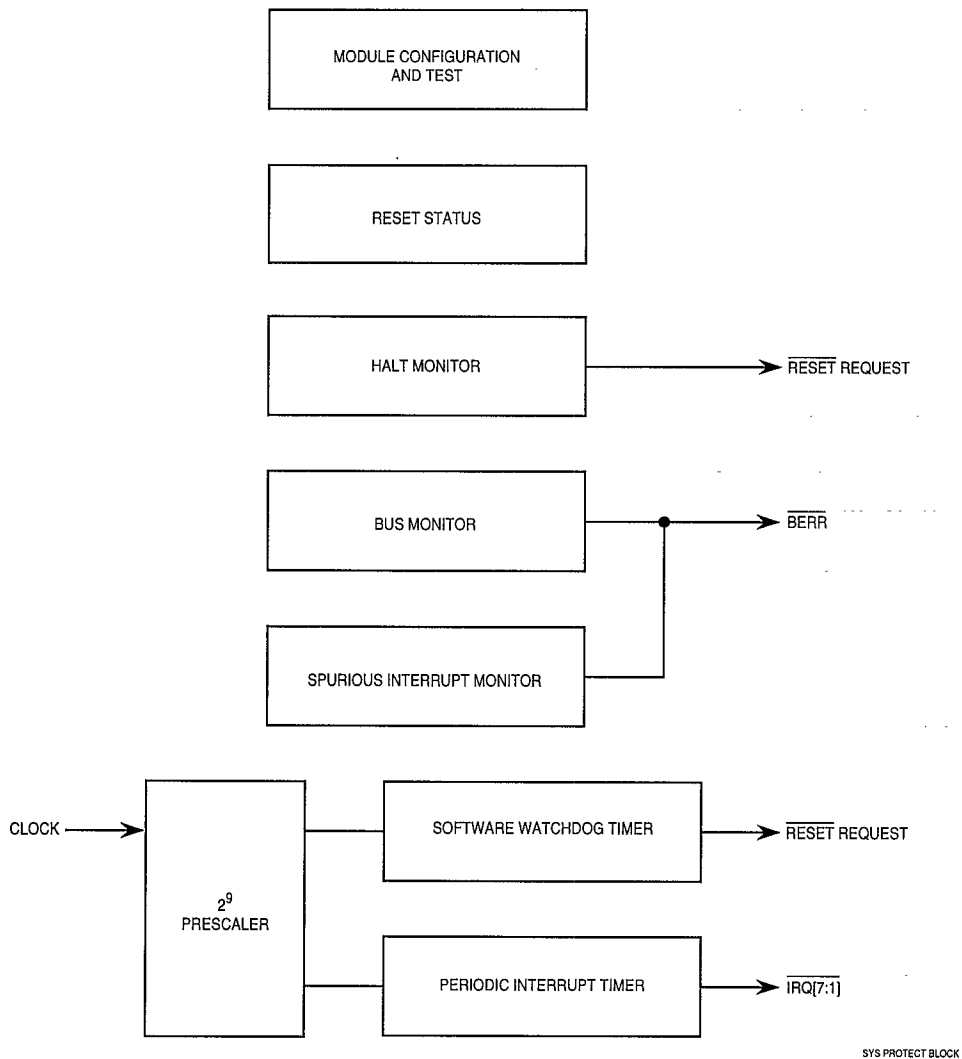 MODULE CONFIGURATION
AND TEST
RESET STATUS
HALT MONITOR
RESET REQUEST
BUS MONITOR
BERR
SPURIOUS INTERRUPT MONITOR
CLOCK
2⁹
PRESCALER
SOFTWARE WATCHDOG TIMER
RESET REQUEST
PERIODIC INTERRUPT TIMER
IRQ[7:1]
SYS PROTECT BLOCK